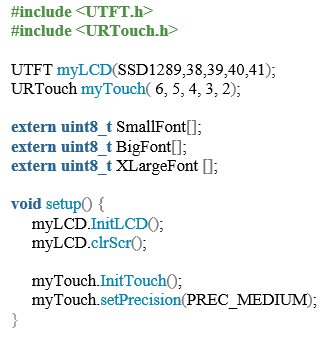 #include <UTFT.h>
#include <URTouch.h>
UTFT myLCD(SSD1289,38,39,40,41);
URTouch myTouch( 6, 5, 4, 3, 2);
extern uint8_t SmallFont[];
extern uint8_t BigFont[];
extern uint8_t XLargeFont [];
void setup() {
myLCD.InitLCD();
myLCD.clrScr();
myTouch.InitTouch();
myTouch.setPrecision(PREC_MEDIUM);
}